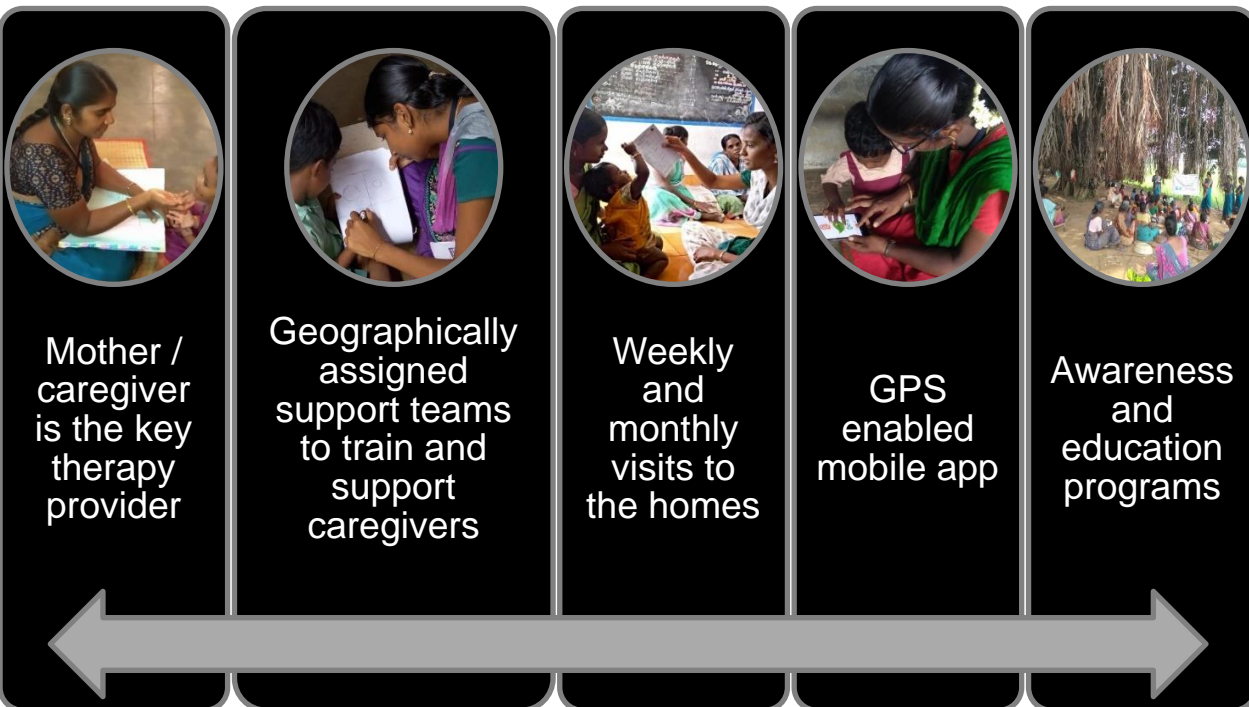 Mother /
caregiver
is the key
therapy
provider
Geographically
assigned
support teams
to train and
support
caregivers
Weekly
and
monthly
visits to
the homes
GPS
enabled
mobile app
Awareness
and
education
programs